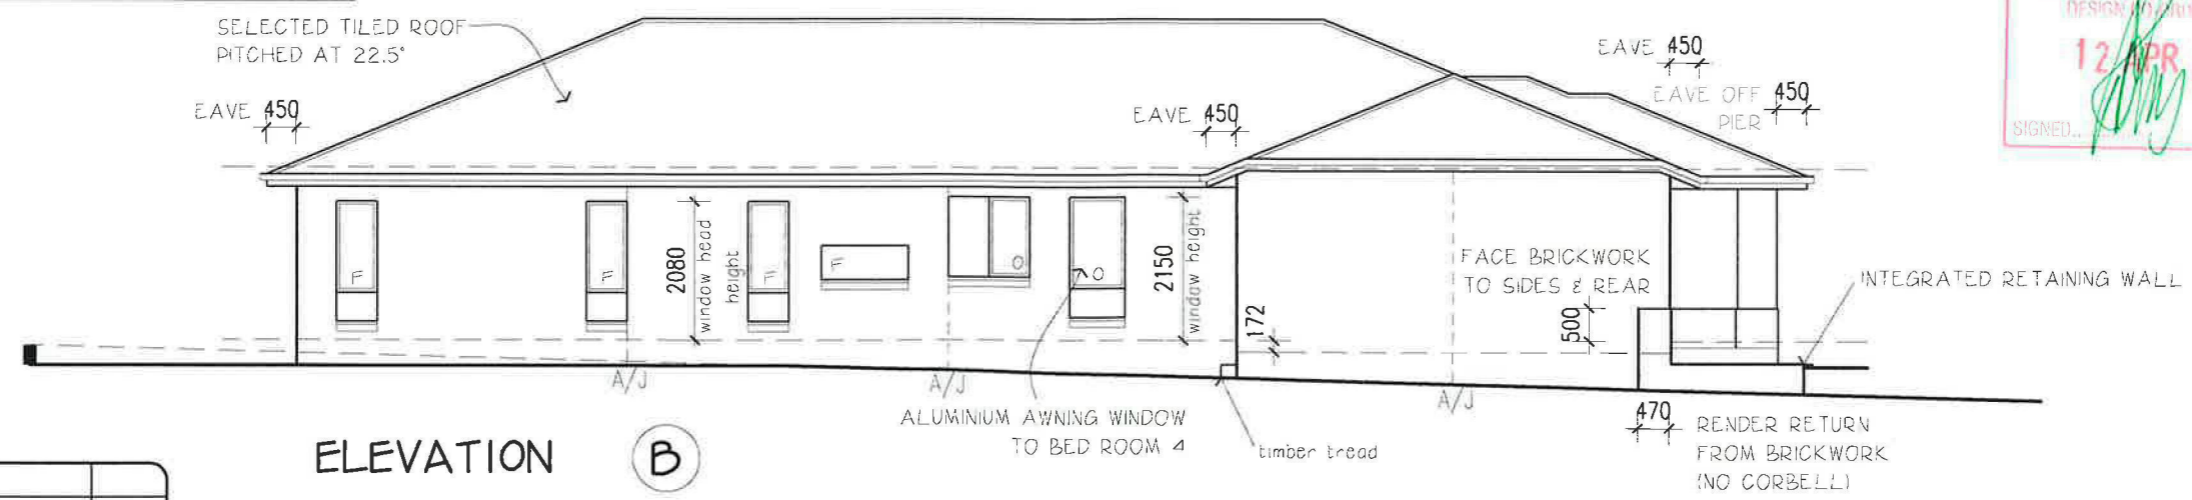 SELECTED TILED ROOF
PITCHED AT 22.5°
EAVE 450
EAVE 450
EAVE 450
EAVE OFF 450
PIER
DESIGN
12 APR
SIGNED..
F
F
F
F
O
O
2080
window head
height
2150
window height
172
FACE BRICKWORK
TO SIDES & REAR
500
INTEGRATED RETAINING WALL
A/J
A/J
A/J
ALUMINIUM AWNING WINDOW
TO BED ROOM 4
timber tread
470
RENDER RETURN
FROM BRICKWORK
(NO CORBELL)
ELEVATION B